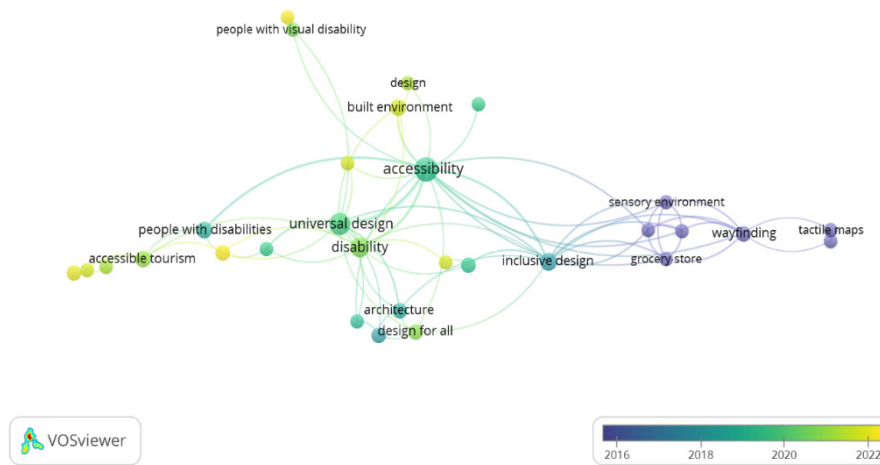 people with visual disability
design
built environment
accessibility
sensory environment
people with disabilities
universal design
wayfinding
tactile maps
disability
accessible tourism
inclusive design
grocery store
architecture
design for all
VOSviewer
2016
2018
2020
2022